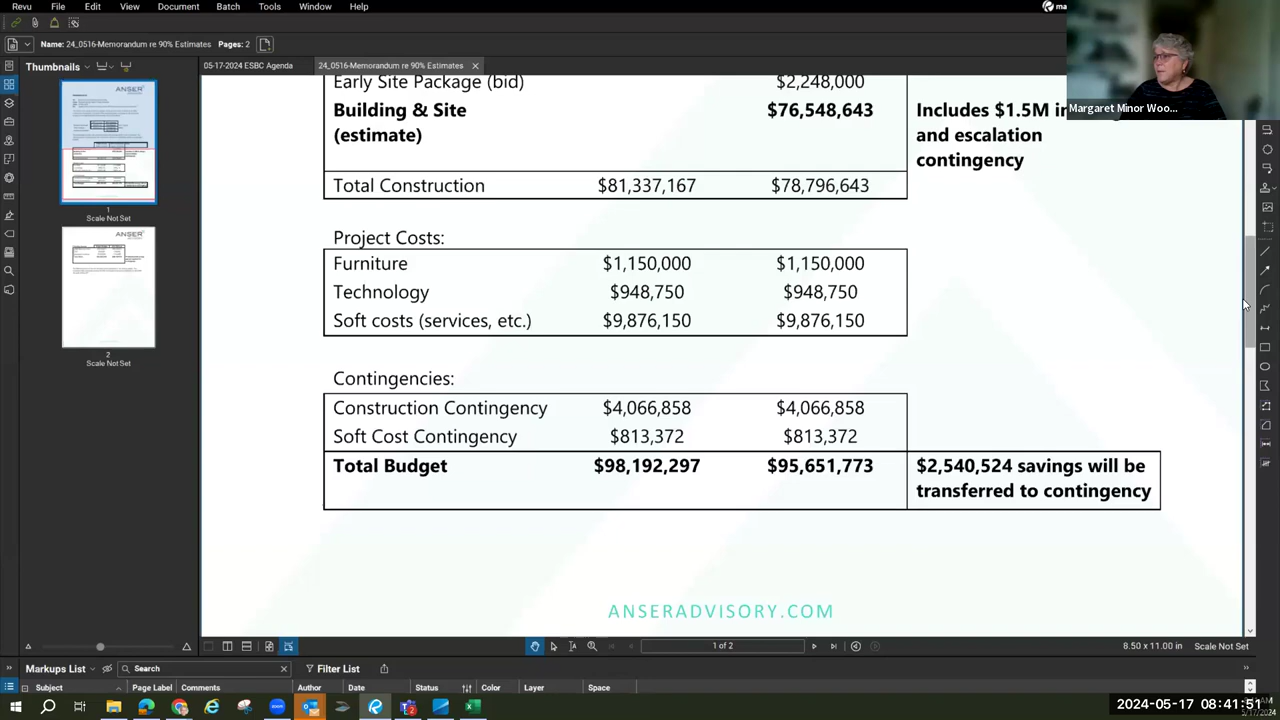 Revu File Edit View Document Batch Tools Window Help
Name: 24_0516-Memorandum re 90% Estimates Pages: 2
Thumbnails
05-17-2024 ESBC Agenda
24_0516-Memorandum re 90% Estimates
Margaret Minor Woo...
ANSER
1
Scale Not Set
ANSER
2
Scale Not Set
Early Site Package (bid) $2,248,000
Building & Site (estimate) $76,548,643 Includes $1.5M
and escalation
contingency
Total Construction $81,337,167 $78,796,643
Project Costs:
Furniture $1,150,000 $1,150,000
Technology $948,750 $948,750
Soft costs (services, etc.) $9,876,150 $9,876,150
Contingencies:
Construction Contingency $4,066,858 $4,066,858
Soft Cost Contingency $813,372 $813,372
Total Budget $98,192,297 $95,651,773 $2,540,524 savings will be
transferred to contingency
ANSERADVISORY.COM
1 of 2
8.50 x 11.00 in Scale Not Set
Markups List Search Filter List
Subject Page Label Comments Author Date Status Color Layer Space
zoom
2024-05-17 08:41:51
5/17/2024